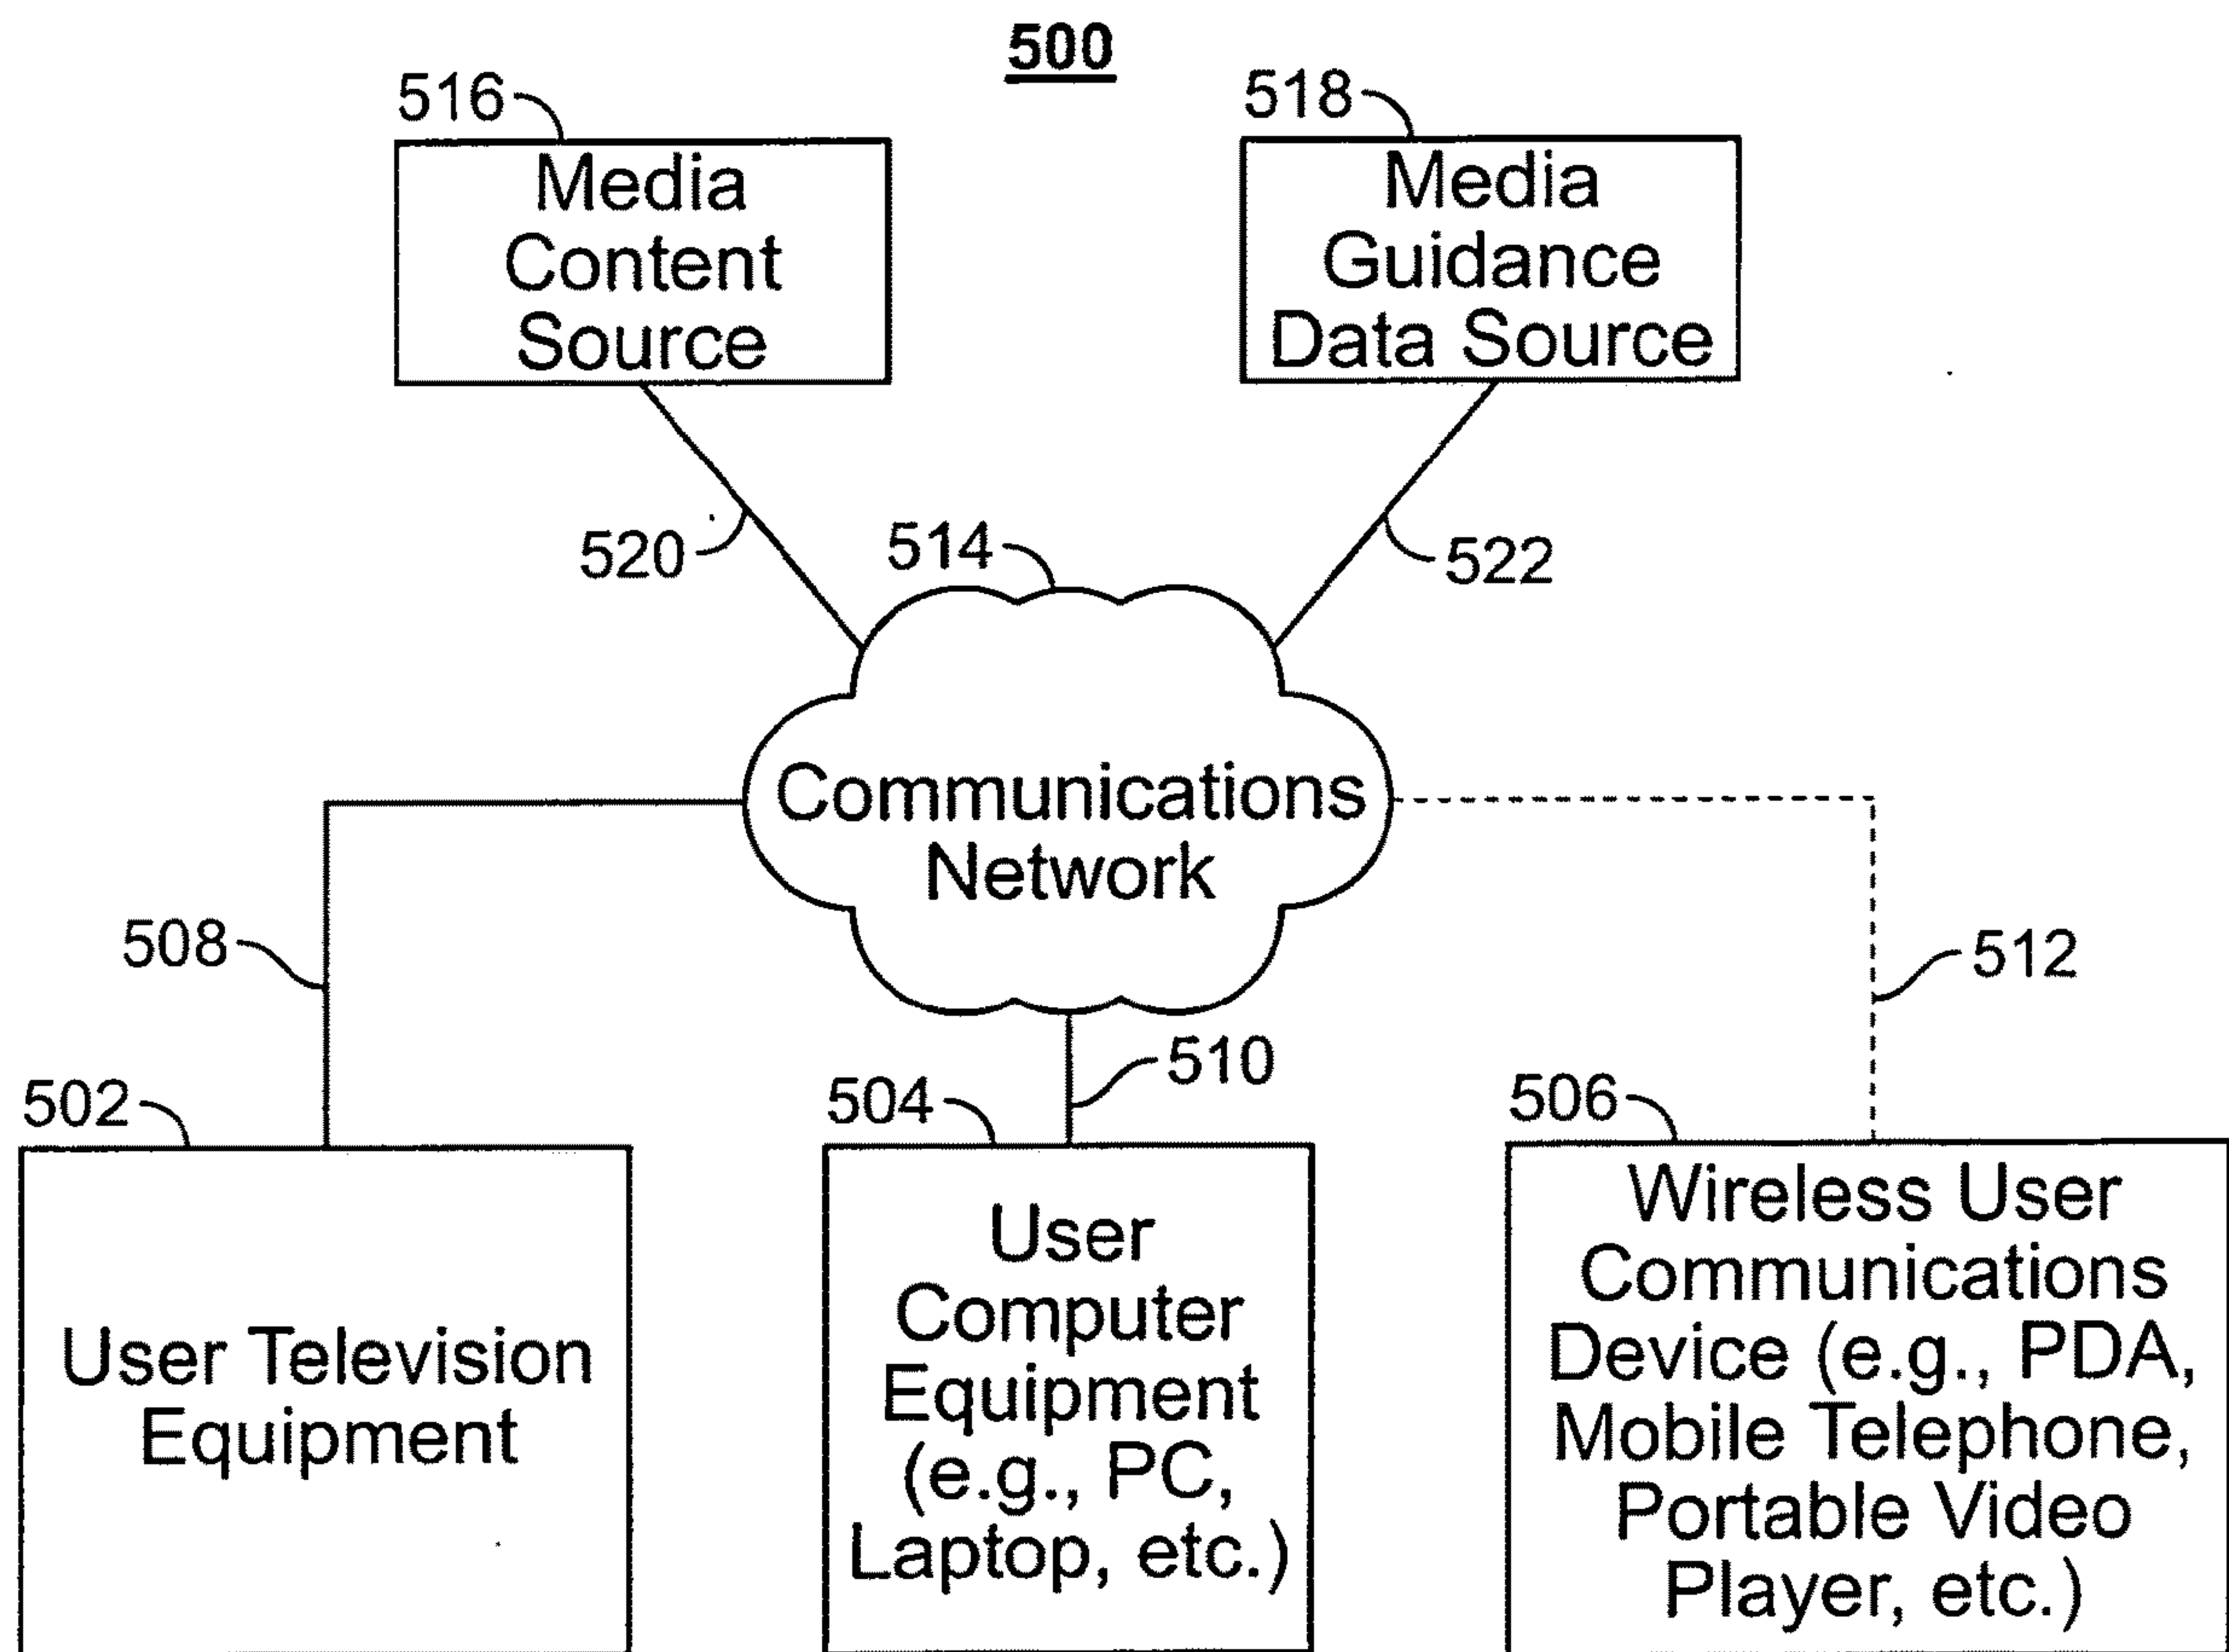 500
516
518
Media
Content
Source
Media
Guidance
Data Source
520
514
522
Communications
Network
508
512
510
502
504
506
User Television
Equipment
User
Computer
Equipment
(e.g., PC,
Laptop, etc.)
Wireless User
Communications
Device (e.g., PDA,
Mobile Telephone,
Portable Video
Player, etc.)